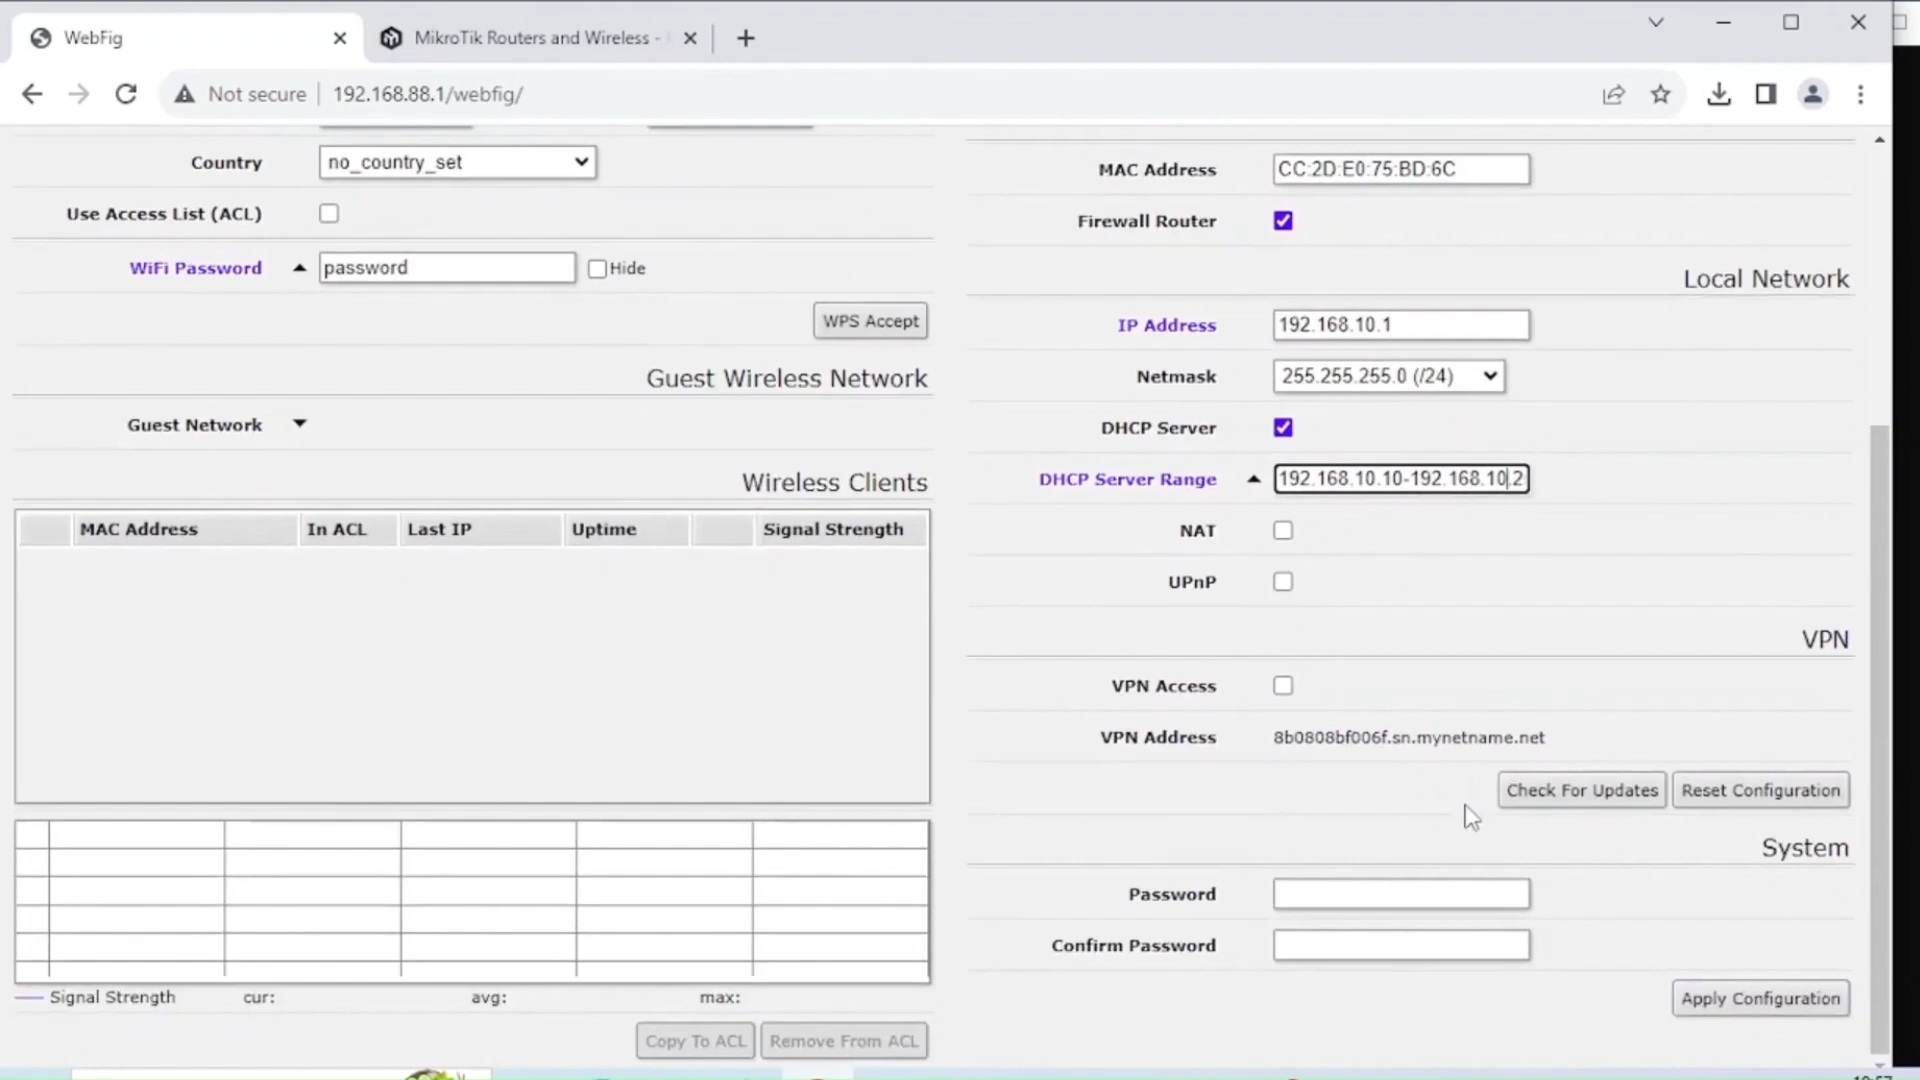 WebFig
MikroTik Routers and Wireless -
Not secure
192.168.88.1/webfig/
Country
no_country_set
Use Access List (ACL)
WiFi Password
password
Hide
WPS Accept
Guest Wireless Network
Guest Network
Wireless Clients
MAC Address
In ACL
Last IP
Uptime
Signal Strength
Signal Strength
cur:
avg:
max:
Copy To ACL
Remove From ACL
MAC Address
CC:2D:E0:75:BD:6C
Firewall Router
Local Network
IP Address
192.168.10.1
Netmask
255.255.255.0 (/24)
DHCP Server
DHCP Server Range
192.168.10.10-192.168.10.2
NAT
UPnP
VPN
VPN Access
VPN Address
8b0808bf006f.sn.mynetname.net
Check For Updates
Reset Configuration
System
Password
Confirm Password
Apply Configuration